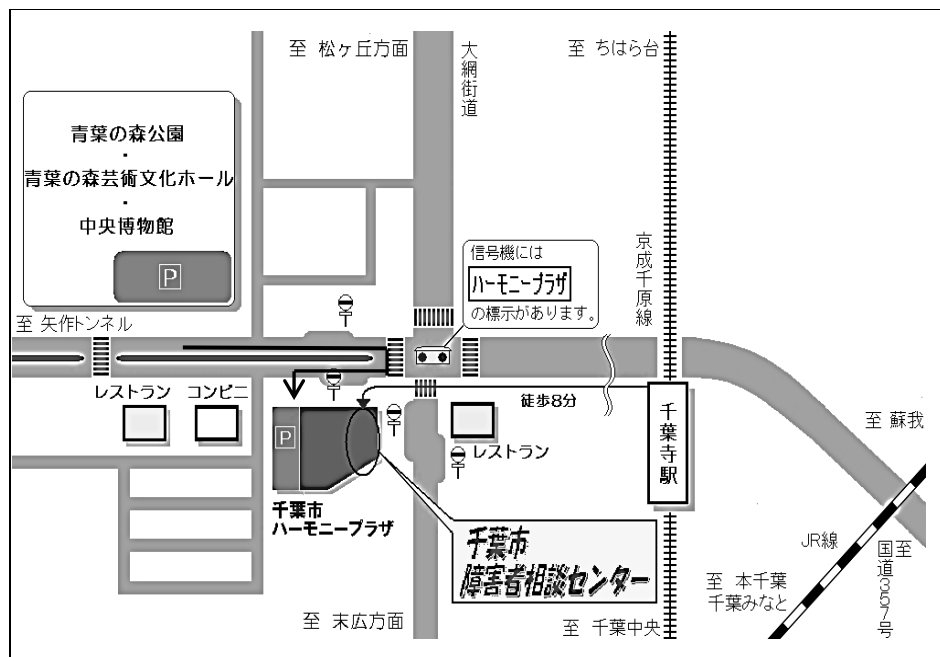 至 松ヶ丘方面
大網街道
至 ちはら台
青葉の森公園
・
青葉の森芸術文化ホール
・
中央博物館
P
京成千原線
信号機には
ハーモニープラザ
の標示があります。
至 矢作トンネル
レストラン
コンビニ
徒歩8分
千葉寺駅
至 蘇我
P
レストラン
千葉市
ハーモニープラザ
千葉市
障害者相談センター
JR線
至
国道357号
至 本千葉
千葉みなと
至 末広方面
至 千葉中央